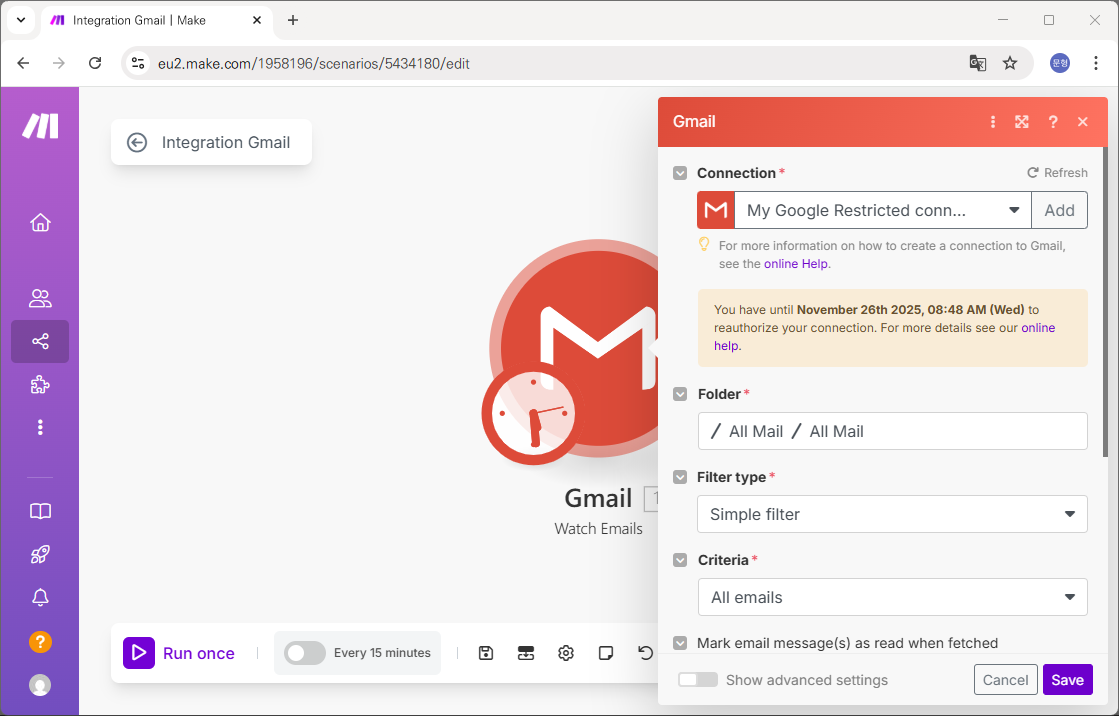 Integration Gmail | Make
eu2.make.com/1958196/scenarios/5434180/edit
문형
Integration Gmail
Gmail
Watch Emails
Run once
Every 15 minutes
Gmail
?
Connection *
Refresh
My Google Restricted conn...
Add
For more information on how to create a connection to Gmail,
see the online Help.
You have until November 26th 2025, 08:48 AM (Wed) to
reauthorize your connection. For more details see our online
help.
Folder *
/ All Mail / All Mail
Filter type *
Simple filter
Criteria *
All emails
Mark email message(s) as read when fetched
Show advanced settings
Cancel
Save
?